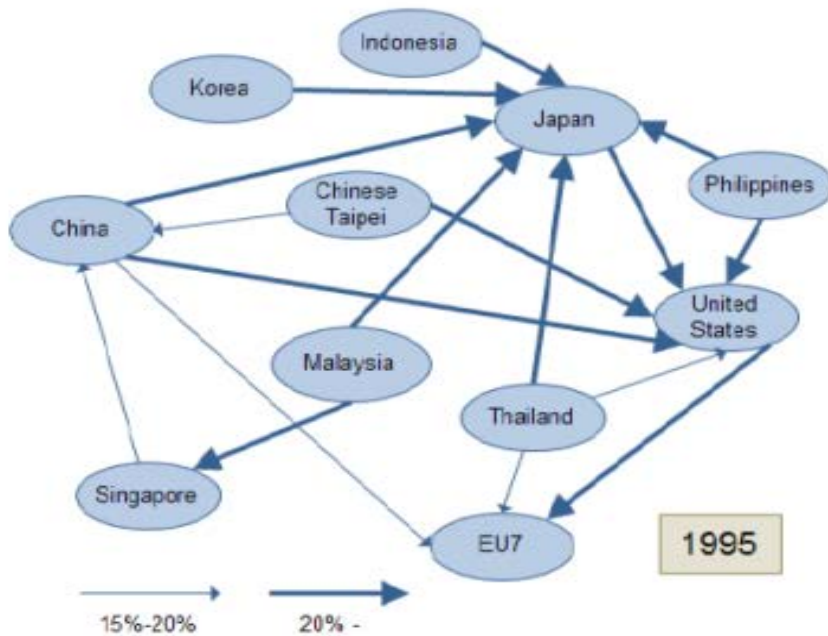 Indonesia
Korea
Japan
Chinese
Taipei
Philippines
China
United
States
Malaysia
Thailand
Singapore
EU7
1995
15%-20%
20% -